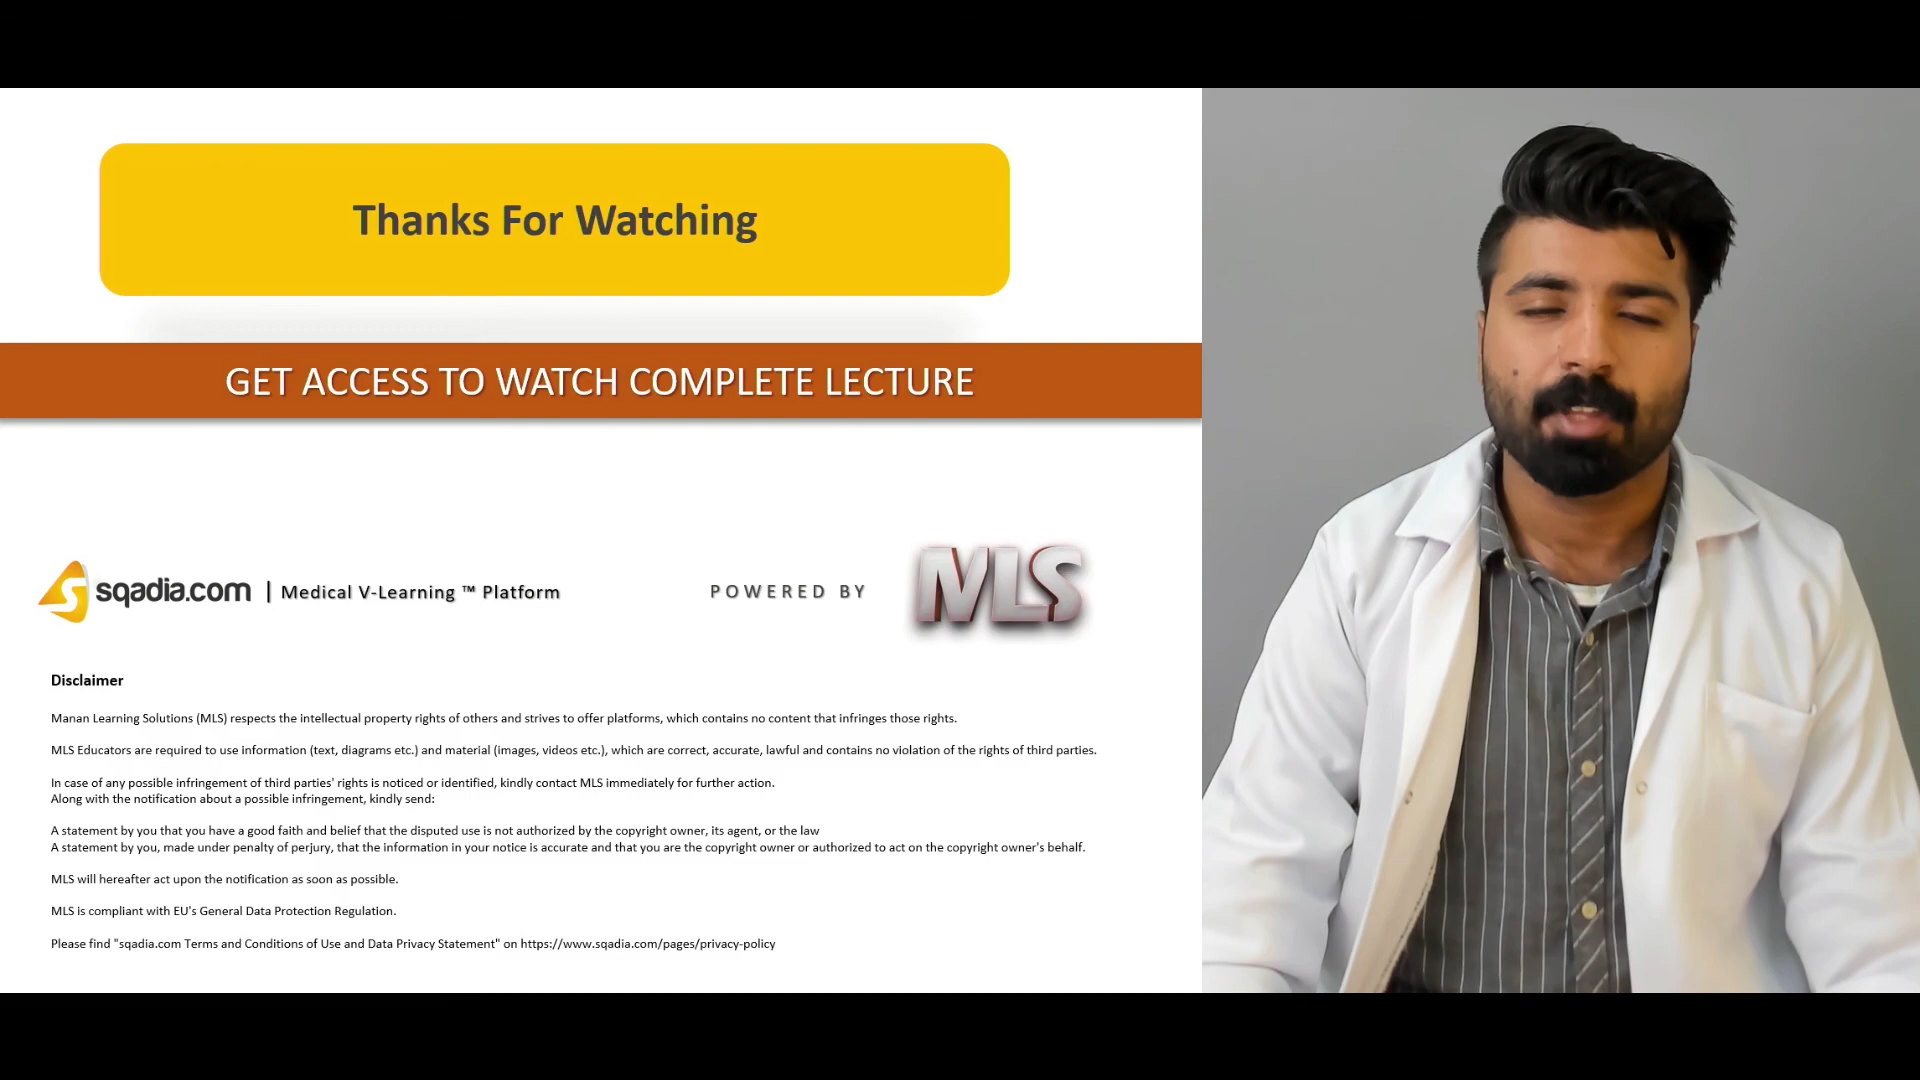 Thanks For Watching
GET ACCESS TO WATCH COMPLETE LECTURE
sqadia.com | Medical V-Learning ™ Platform
POWERED BY
MLS
Disclaimer
Manan Learning Solutions (MLS) respects the intellectual property rights of others and strives to offer platforms, which contains no content that infringes those rights.
MLS Educators are required to use information (text, diagrams etc.) and material (images, videos etc.), which are correct, accurate, lawful and contains no violation of the rights of third parties.
In case of any possible infringement of third parties' rights is noticed or identified, kindly contact MLS immediately for further action.
Along with the notification about a possible infringement, kindly send:
A statement by you that you have a good faith and belief that the disputed use is not authorized by the copyright owner, its agent, or the law
A statement by you, made under penalty of perjury, that the information in your notice is accurate and that you are the copyright owner or authorized to act on the copyright owner's behalf.
MLS will hereafter act upon the notification as soon as possible.
MLS is compliant with EU's General Data Protection Regulation.
Please find "sqadia.com Terms and Conditions of Use and Data Privacy Statement" on https://www.sqadia.com/pages/privacy-policy